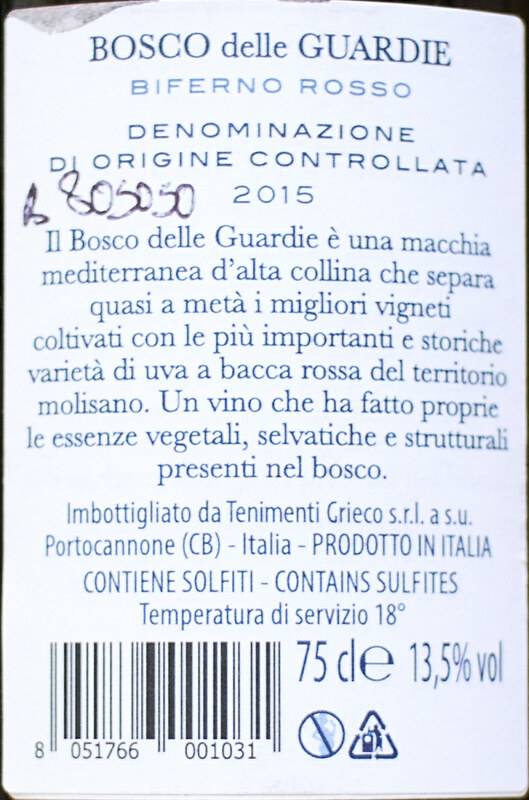 BOSCO delle GUARDIE
BIFERNO ROSSO
DENOMINAZIONE
DI ORIGINE CONTROLLATA
2015
805050
Il Bosco delle Guardie è una macchia
mediterranea d'alta collina che separa
quasi a metà i migliori vigneti
coltivati con le più importanti e storiche
varietà di uva a bacca rossa del territorio
molisano. Un vino che ha fatto proprie
le essenze vegetali, selvatiche e strutturali
presenti nel bosco.
Imbottigliato da Tenimenti Grieco s.r.l. a s.u.
Portocannone (CB) - Italia - PRODOTTO IN ITALIA
CONTIENE SOLFITI - CONTAINS SULFITES
Temperatura di servizio 18°
75 cl e 13,5% vol
8 051766 001031